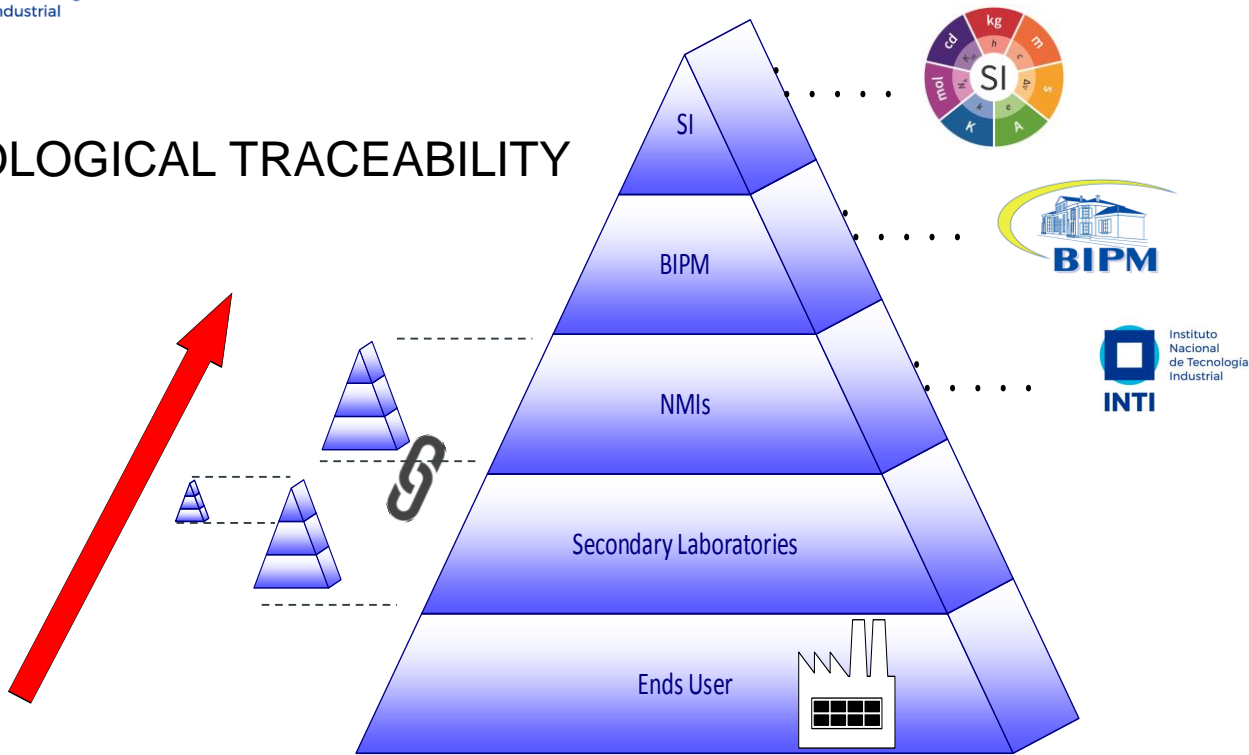 ndustrial
OLOGICAL TRACEABILITY
SI
BIPM
NMIs
Secondary Laboratories
Ends User
kg
m
s
A
K
mol
cd
h
c
Δν
e
k
SI
BIPM
Instituto
Nacional
de Tecnología
Industrial
INTI